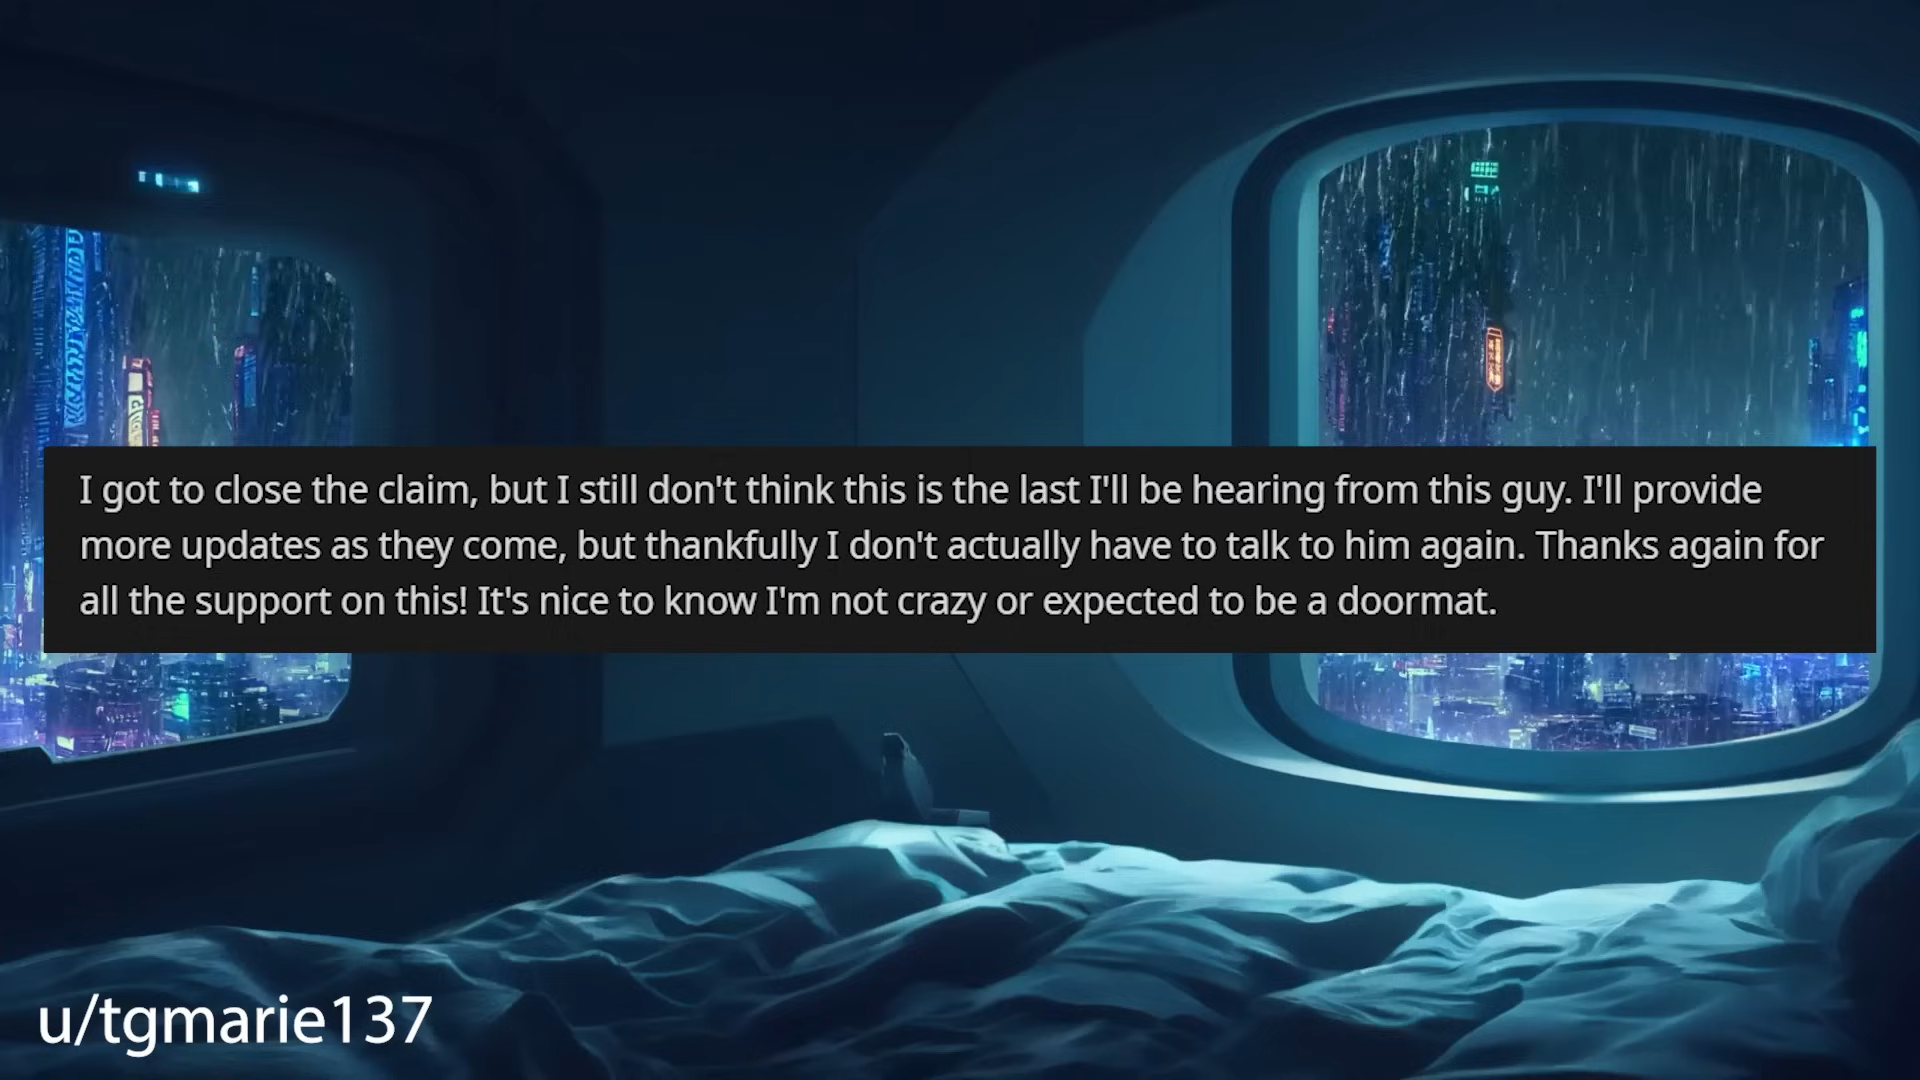 I got to close the claim, but I still don't think this is the last I'll be hearing from this guy. I'll provide
more updates as they come, but thankfully I don't actually have to talk to him again. Thanks again for
all the support on this! It's nice to know I'm not crazy or expected to be a doormat.
u/tgmarie137